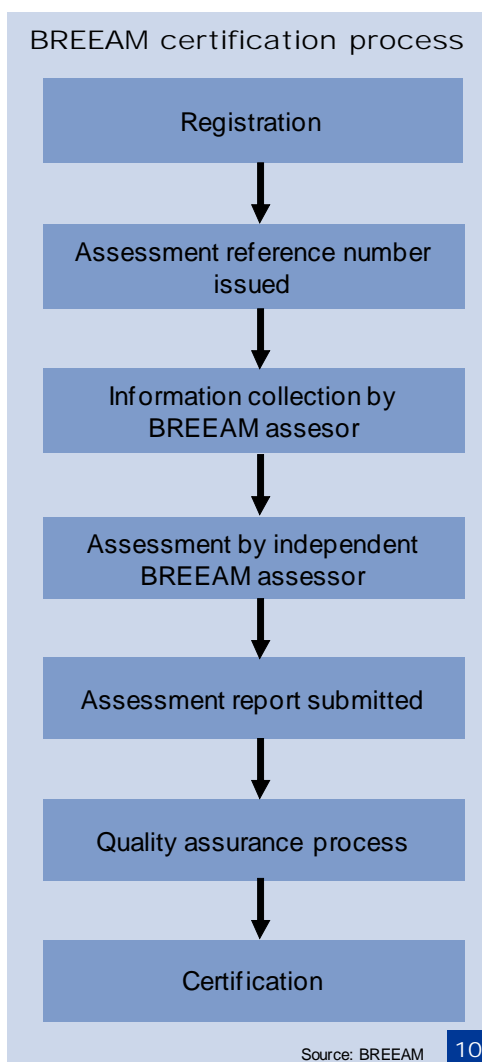 BREEAM certification process
Registration
Assessment reference number
issued
Information collection by
BREEAM assesor
Assessment by independent
BREEAM assessor
Assessment report submitted
Quality assurance process
Certification
Source: BREEAM
10